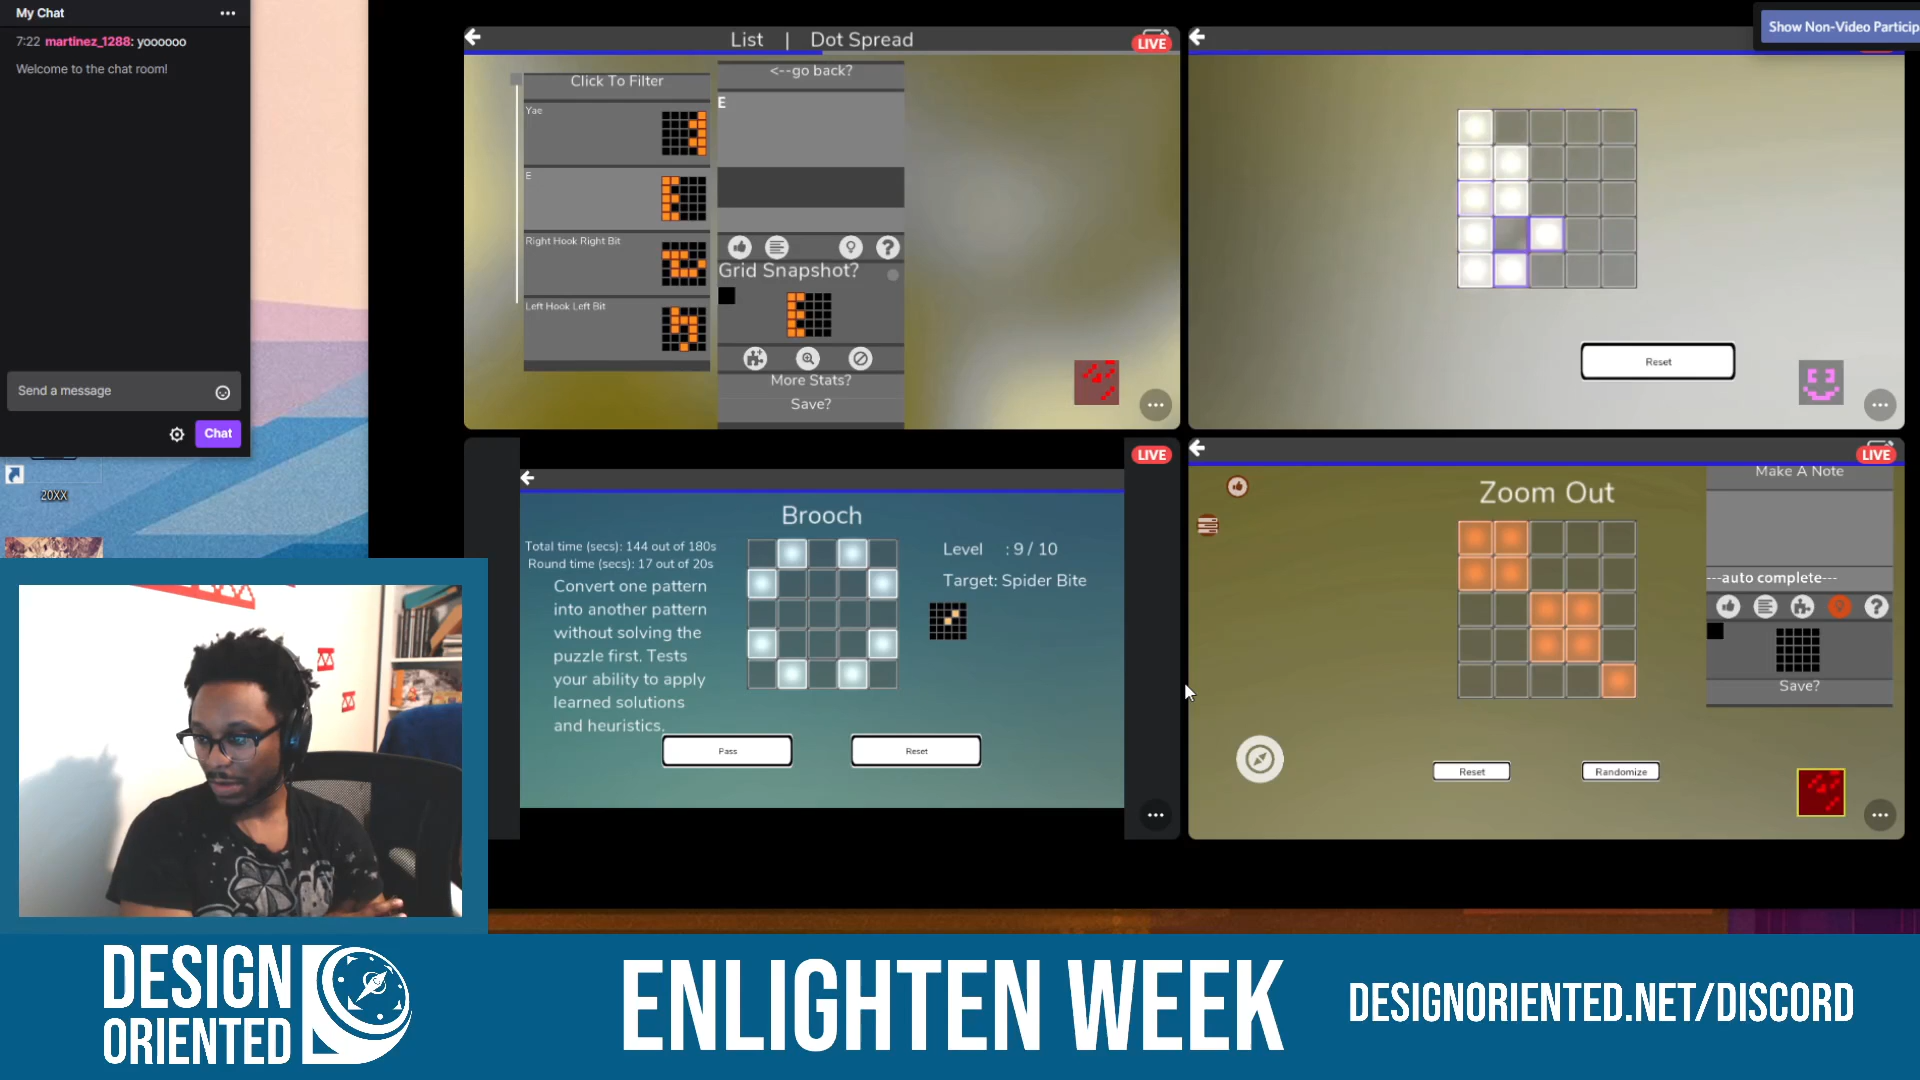 My Chat
7:22 martinez_1288: yoooooo
Welcome to the chat room!
Send a message
Chat
20XX
List | Dot Spread
LIVE
Click To Filter
Yae
E
Right Hook Right Bit
Left Hook Left Bit
<--go back?
E
Grid Snapshot?
More Stats?
Save?
Show Non-Video Particip
Reset
LIVE
Brooch
Total time (secs): 144 out of 180s
Round time (secs): 17 out of 20s
Convert one pattern
into another pattern
without solving the
puzzle first. Tests
your ability to apply
learned solutions
and heuristics.
Level : 9 / 10
Target: Spider Bite
Pass
Reset
LIVE
Zoom Out
Make A Note
---auto complete---
Save?
Reset
Randomize
DESIGN
ORIENTED
ENLIGHTEN WEEK
DESIGNORIENTED.NET/DISCORD